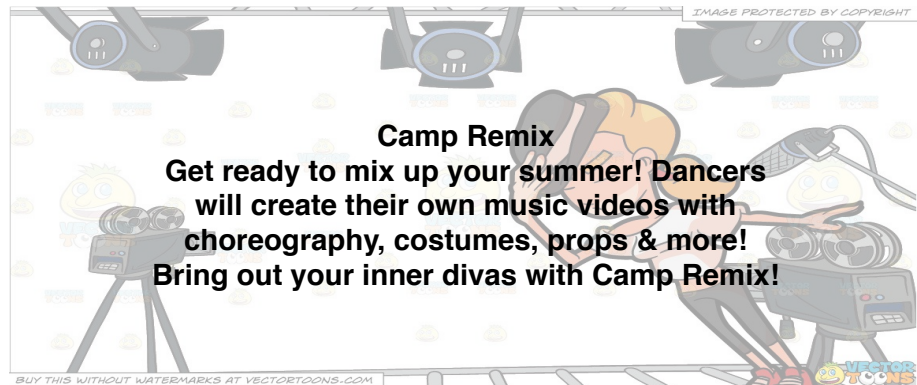 IMAGE PROTECTED BY COPYRIGHT
Camp Remix
Get ready to mix up your summer! Dancers
will create their own music videos with
choreography, costumes, props & more!
Bring out your inner divas with Camp Remix!
BUY THIS WITHOUT WATERMARKS AT VECTORTOONS.COM
VECTOR
TOONS